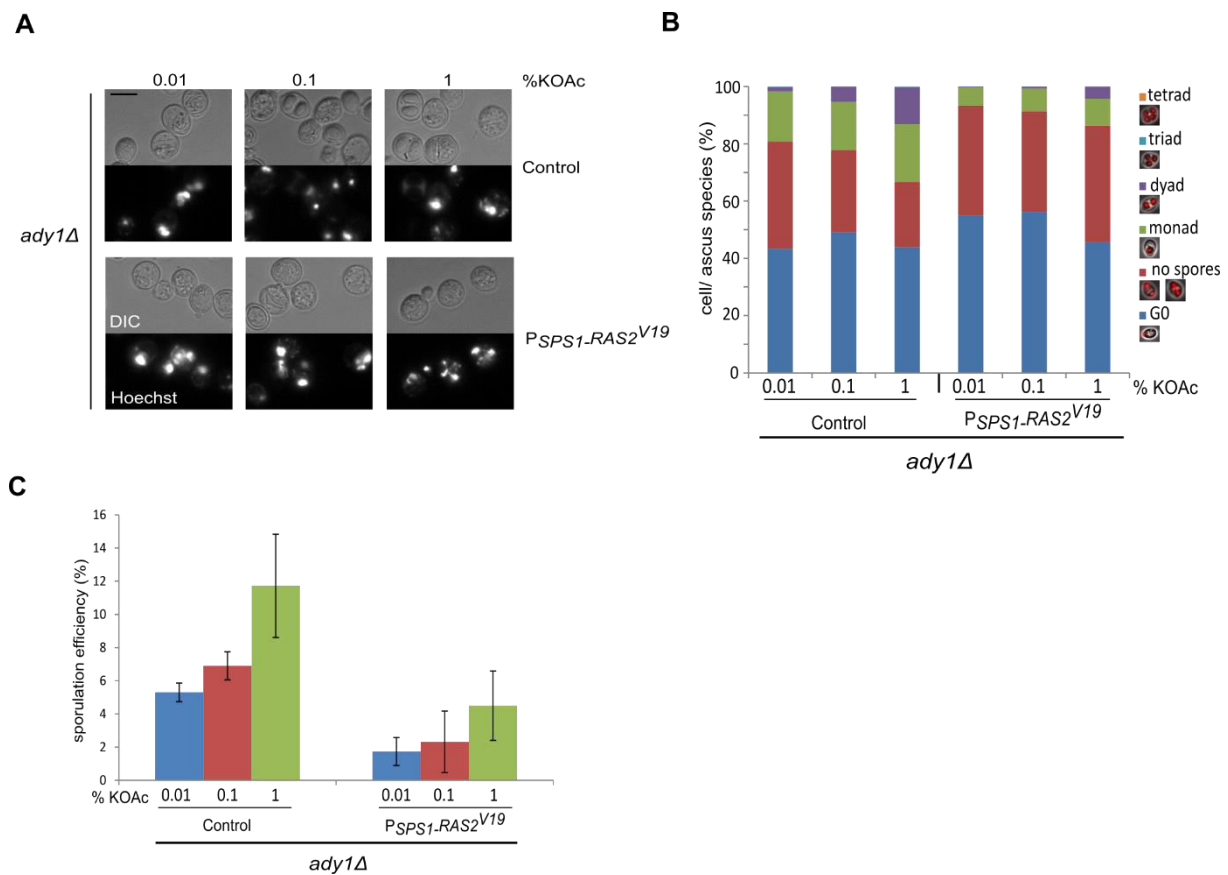 A
0.01 0.1 1 %KOAc
Control
ady1Δ
DIC
Hoechst
PSPS1-RAS2V19
B
cell/ ascus species (%)
100
80
60
40
20
0
0.01 0.1 1 0.01 0.1 1 % KOAc
Control PSPS1-RAS2V19
ady1Δ
tetrad
triad
dyad
monad
no spores
G0
C
sporulation efficiency (%)
16
14
12
10
8
6
4
2
0
% KOAc 0.01 0.1 1 0.01 0.1 1
Control PSPS1-RAS2V19
ady1Δ